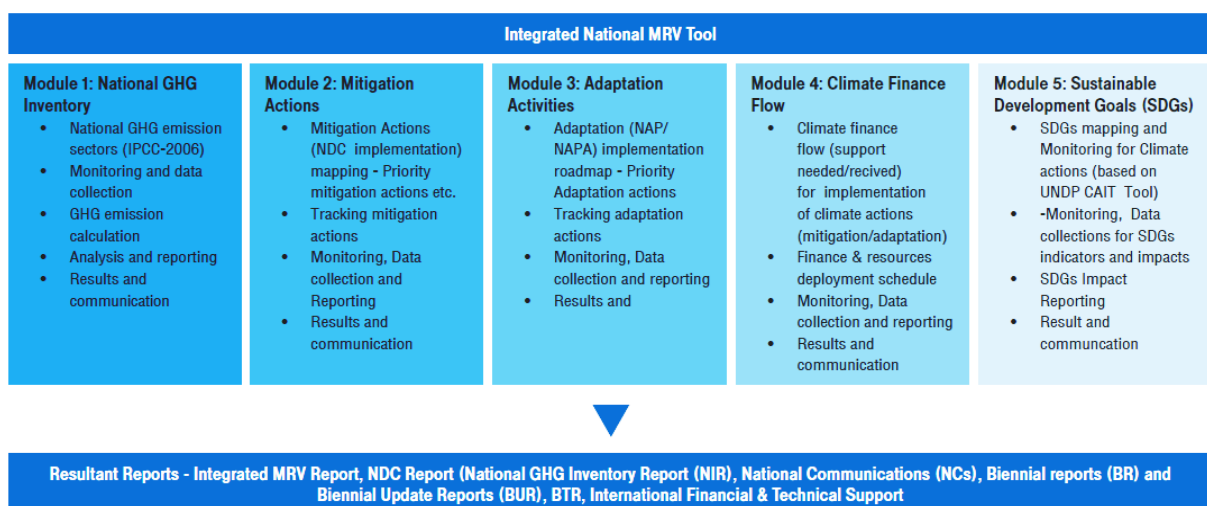 Integrated National MRV Tool
Module 1: National GHG
Inventory
• National GHG emission
sectors (IPCC-2006)
• Monitoring and data
collection
• GHG emission
calculation
• Analysis and reporting
• Results and
communication
Module 2: Mitigation
Actions
• Mitigation Actions
(NDC implementation)
mapping - Priority
mitigation actions etc.
• Tracking mitigation
actions
• Monitoring, Data
collection and
Reporting
• Results and
communication
Module 3: Adaptation
Activities
• Adaptation (NAP/
NAPA) implementation
roadmap - Priority
Adaptation actions
• Tracking adaptation
actions
• Monitoring, Data
collection and reporting
• Results and
Module 4: Climate Finance
Flow
• Climate finance
flow (support
needed/recived)
for implementation
of climate actions
(mitigation/adaptation)
• Finance & resources
deployment schedule
• Monitoring, Data
collection and reporting
• Results and
communication
Module 5: Sustainable
Development Goals (SDGs)
• SDGs mapping and
Monitoring for Climate
actions (based on
UNDP CAIT Tool)
• -Monitoring, Data
collections for SDGs
indicators and impacts
• SDGs Impact
Reporting
• Result and
communcation
Resultant Reports - Integrated MRV Report, NDC Report (National GHG Inventory Report (NIR), National Communications (NCs), Biennial reports (BR) and
Biennial Update Reports (BUR), BTR, International Financial & Technical Support